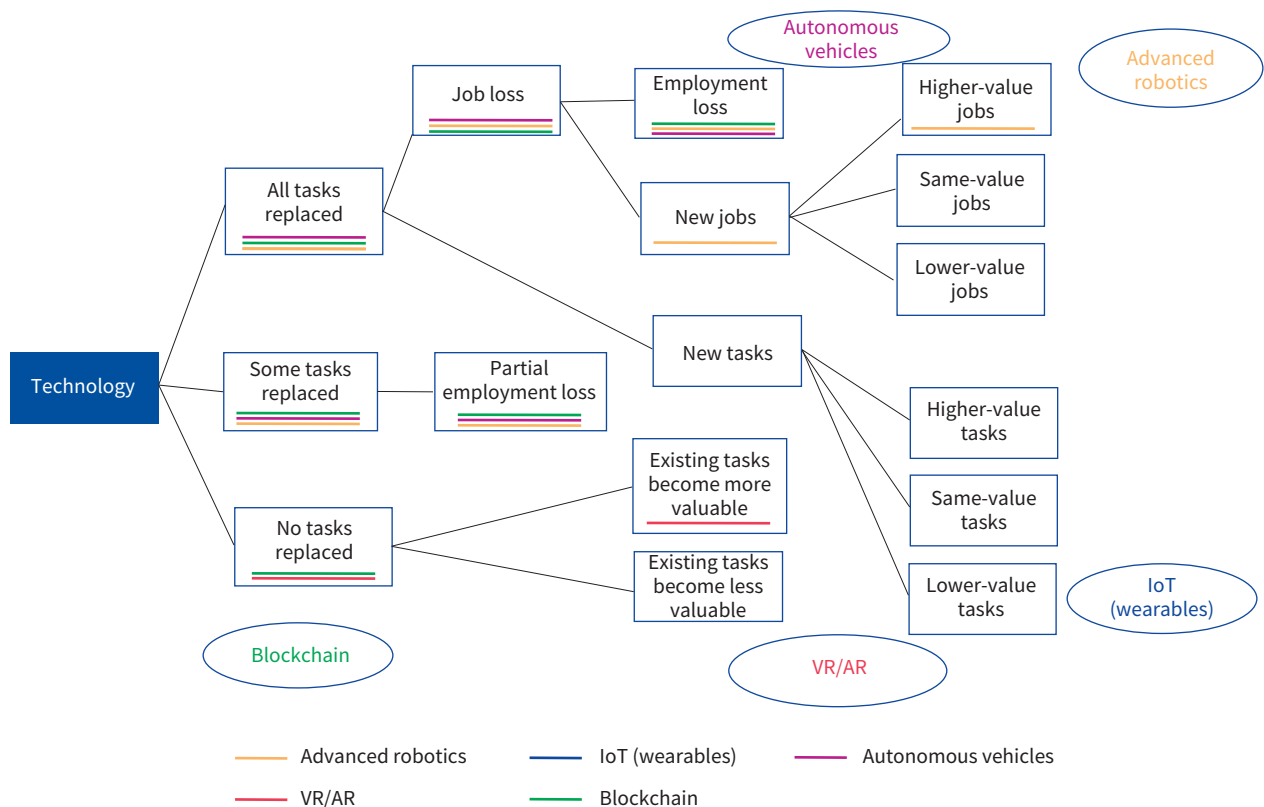 Autonomous
vehicles
Advanced
robotics
Job loss
Employment
loss
Higher-value
jobs
All tasks
replaced
New jobs
Same-value
jobs
Lower-value
jobs
New tasks
Technology
Some tasks
replaced
Partial
employment loss
Higher-value
tasks
Existing tasks
become more
valuable
Same-value
tasks
No tasks
replaced
Existing tasks
become less
valuable
Lower-value
tasks
IoT
(wearables)
Blockchain
VR/AR
Advanced robotics
IoT (wearables)
Autonomous vehicles
VR/AR
Blockchain